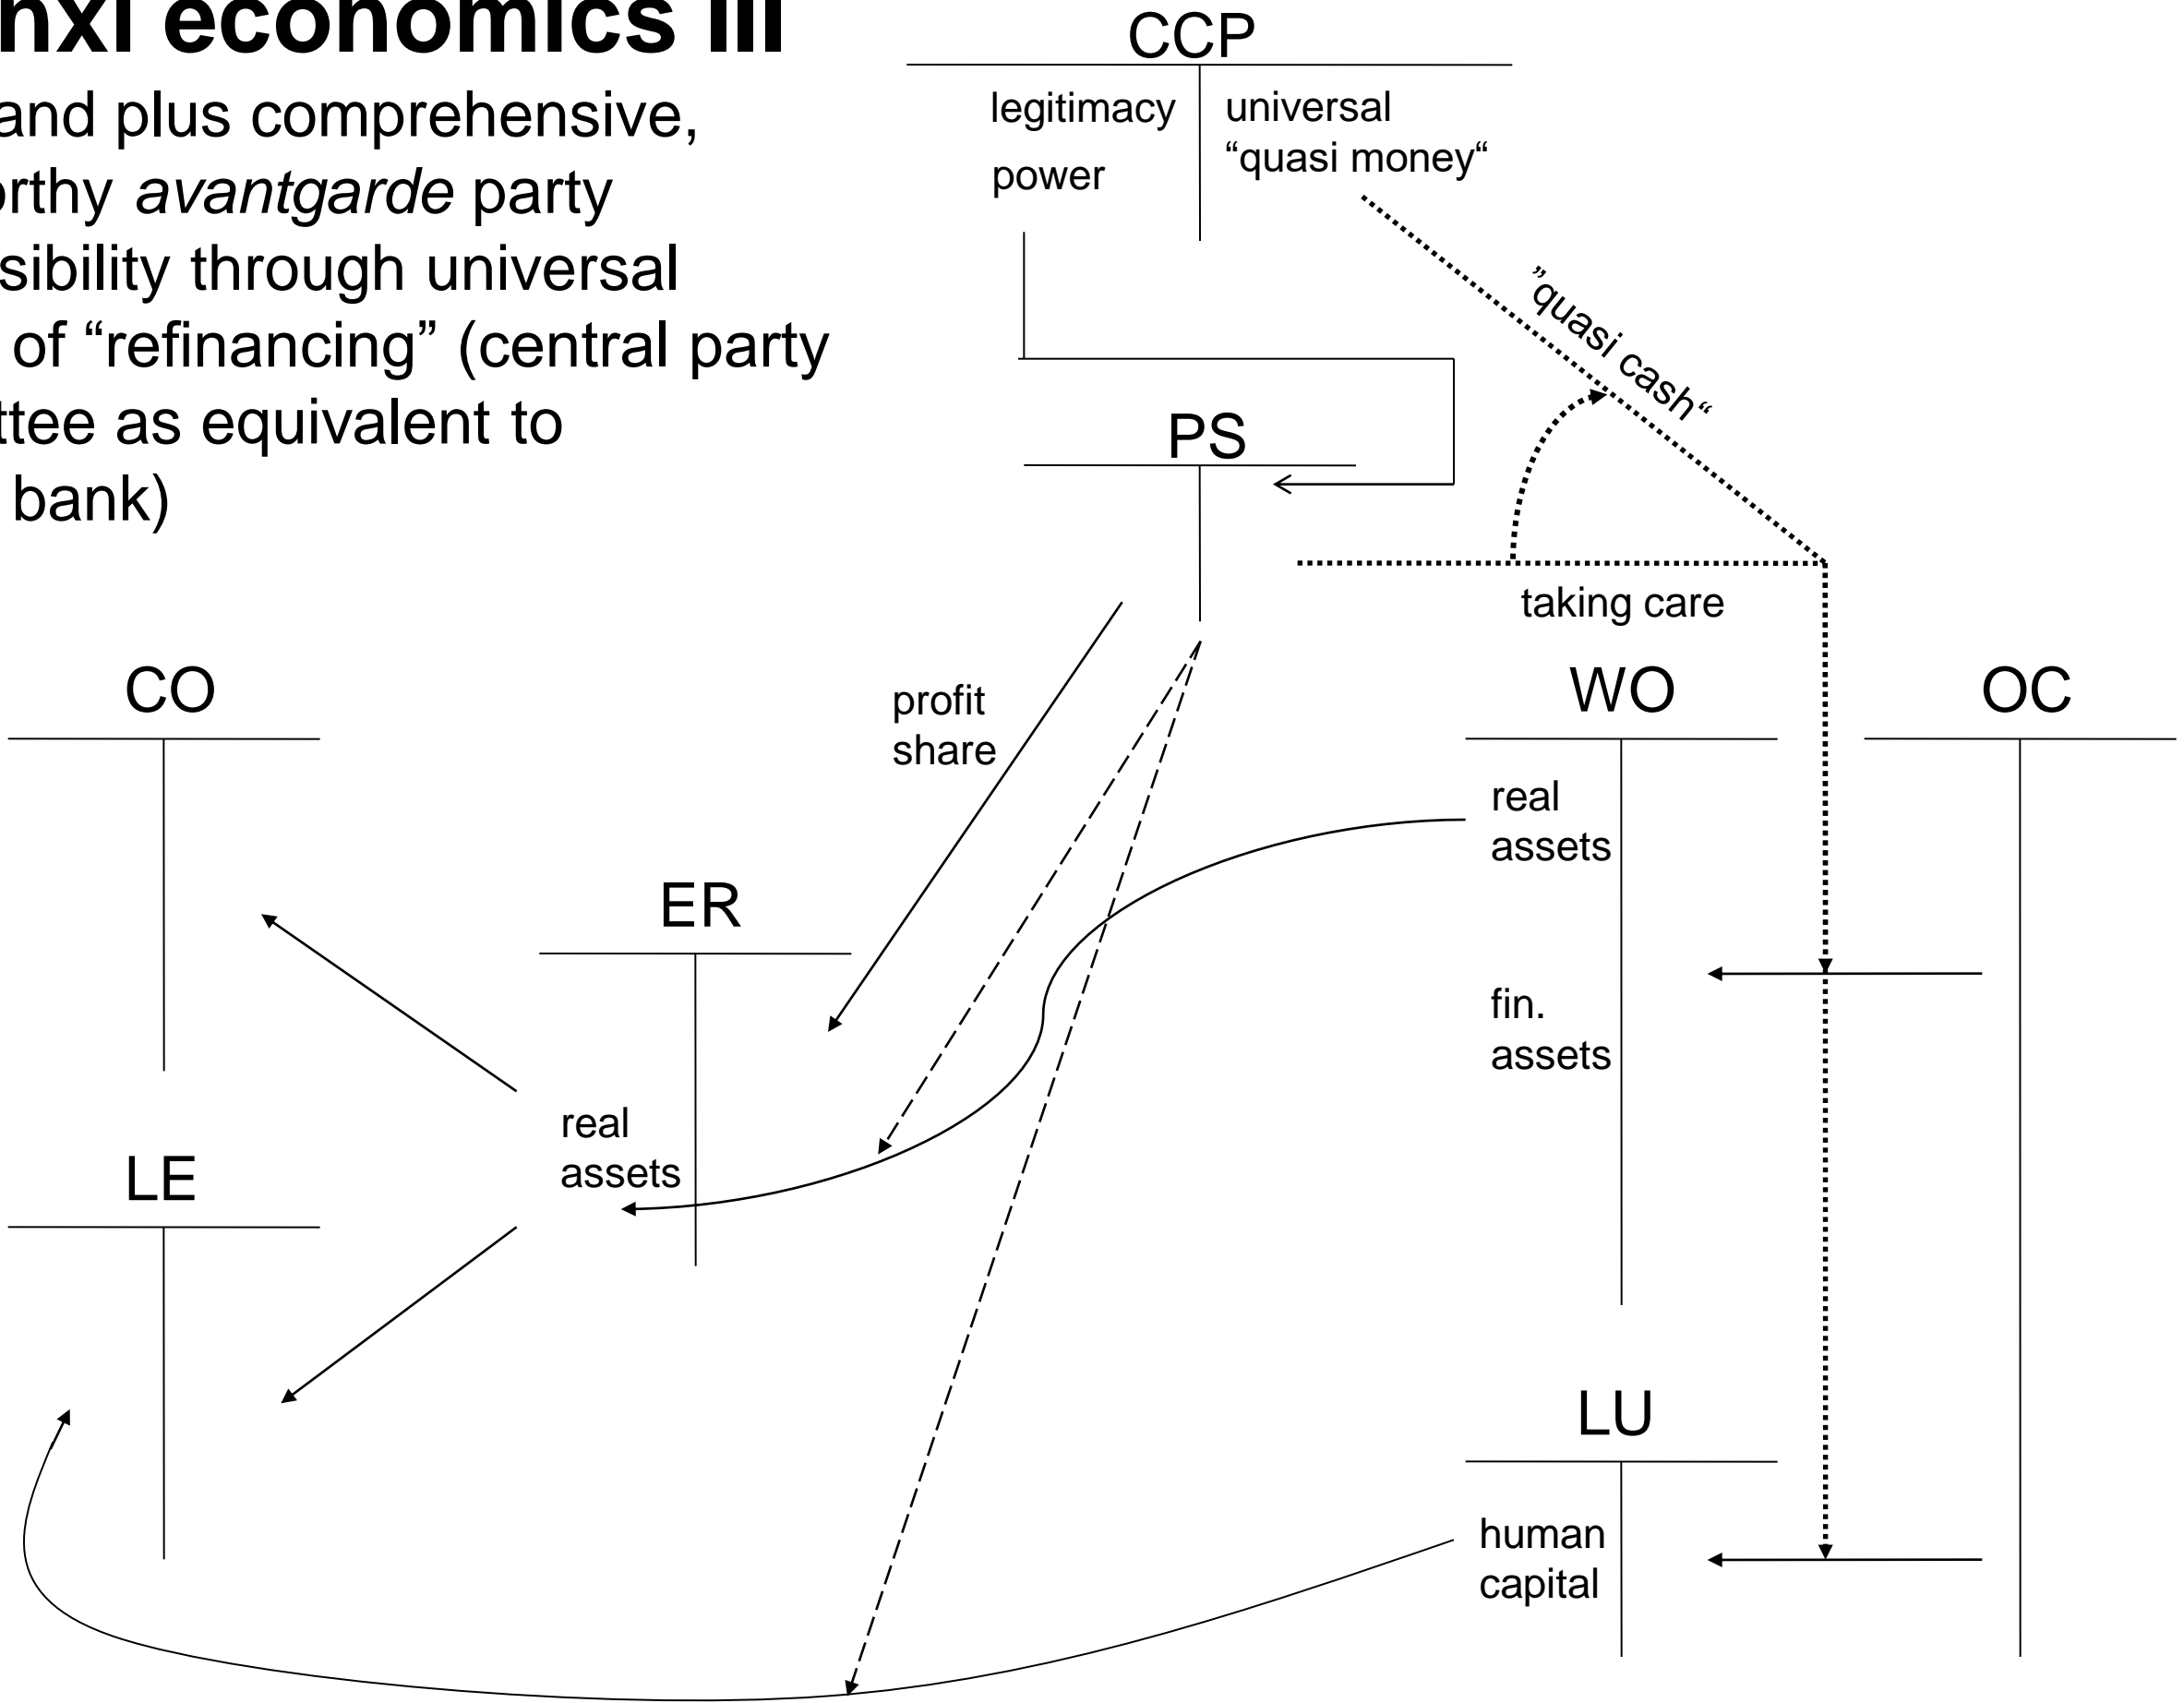 nxi economics III
and plus comprehensive,
orthy avantgarde party
sibility through universal
of “refinancing” (central party
ttee as equivalent to
bank)
CCP
legitimacy
power
universal
“quasi money“
”quasi cash“
PS
taking care
profit
share
CO
WO
OC
real
assets
ER
fin.
assets
real
assets
LE
LU
human
capital